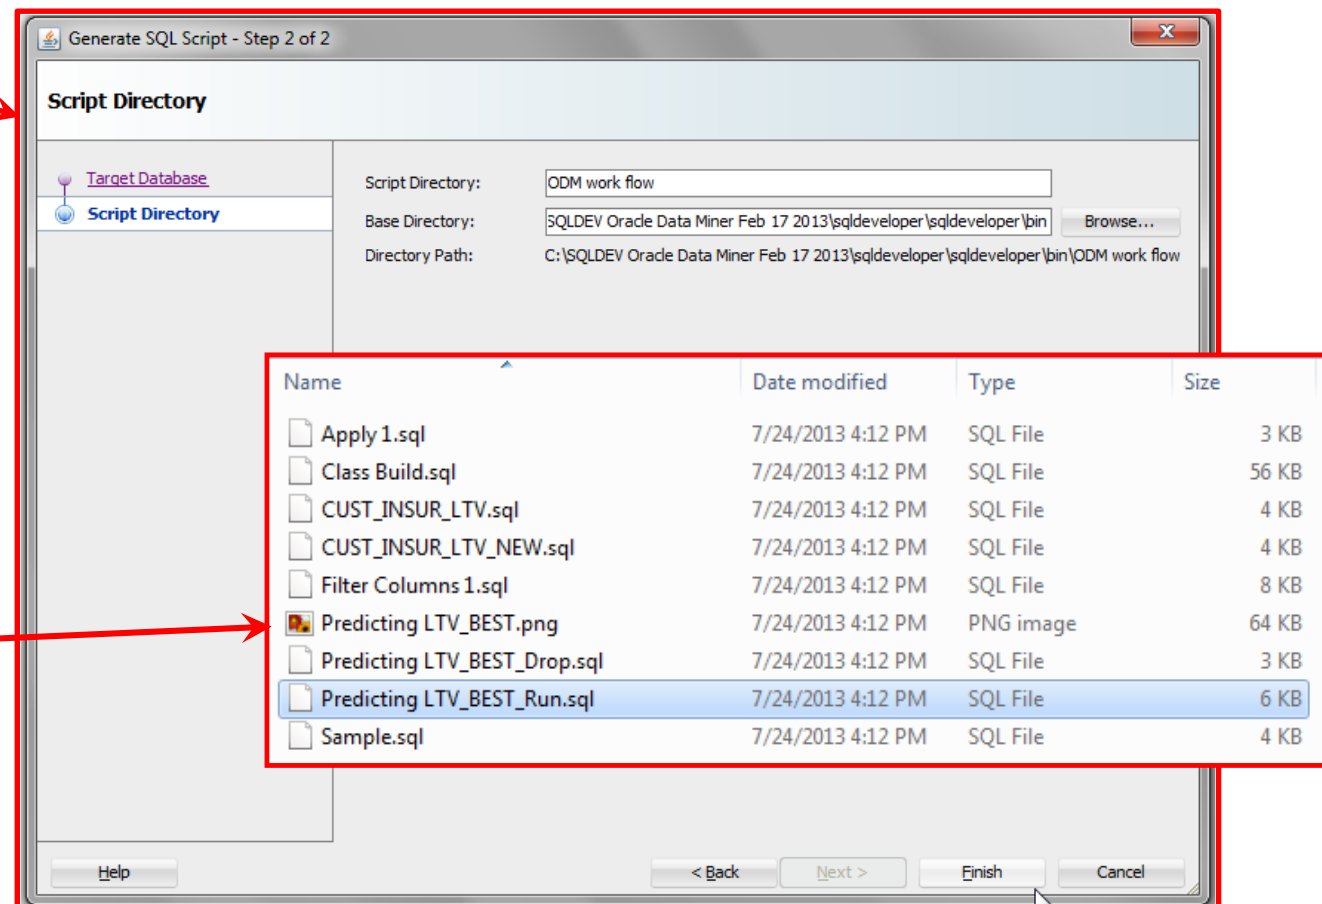 Generate SQL Script - Step 2 of 2
X
Script Directory
Target Database
Script Directory
Script Directory: ODM work flow
Base Directory: SQLDEV Oracle Data Miner Feb 17 2013\sqldeveloper\sqldeveloper\bin Browse...
Directory Path: C:\SQLDEV Oracle Data Miner Feb 17 2013\sqldeveloper\sqldeveloper\bin\ODM work flow
Name Date modified Type Size
Apply 1.sql 7/24/2013 4:12 PM SQL File 3 KB
Class Build.sql 7/24/2013 4:12 PM SQL File 56 KB
CUST_INSUR_LTV.sql 7/24/2013 4:12 PM SQL File 4 KB
CUST_INSUR_LTV_NEW.sql 7/24/2013 4:12 PM SQL File 4 KB
Filter Columns 1.sql 7/24/2013 4:12 PM SQL File 8 KB
Predicting LTV_BEST.png 7/24/2013 4:12 PM PNG image 64 KB
Predicting LTV_BEST_Drop.sql 7/24/2013 4:12 PM SQL File 3 KB
Predicting LTV_BEST_Run.sql 7/24/2013 4:12 PM SQL File 6 KB
Sample.sql 7/24/2013 4:12 PM SQL File 4 KB
Help < Back Next > Finish Cancel